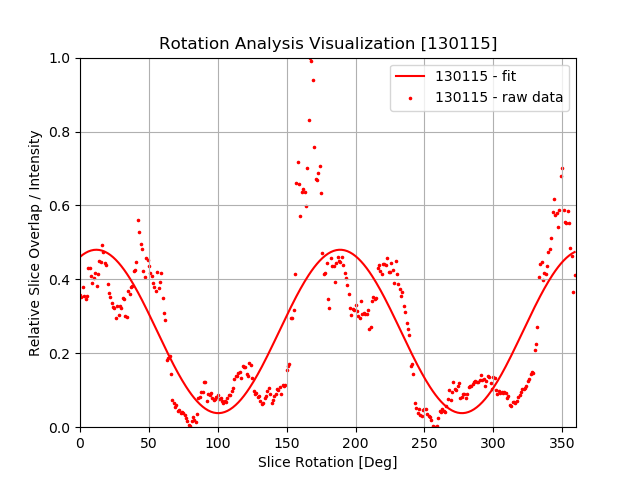 Rotation Analysis Visualization [130115]
130115 - fit
130115 - raw data
Relative Slice Overlap / Intensity
1.0
0.8
0.6
0.4
0.2
0.0
0 50 100 150 200 250 300 350
Slice Rotation [Deg]